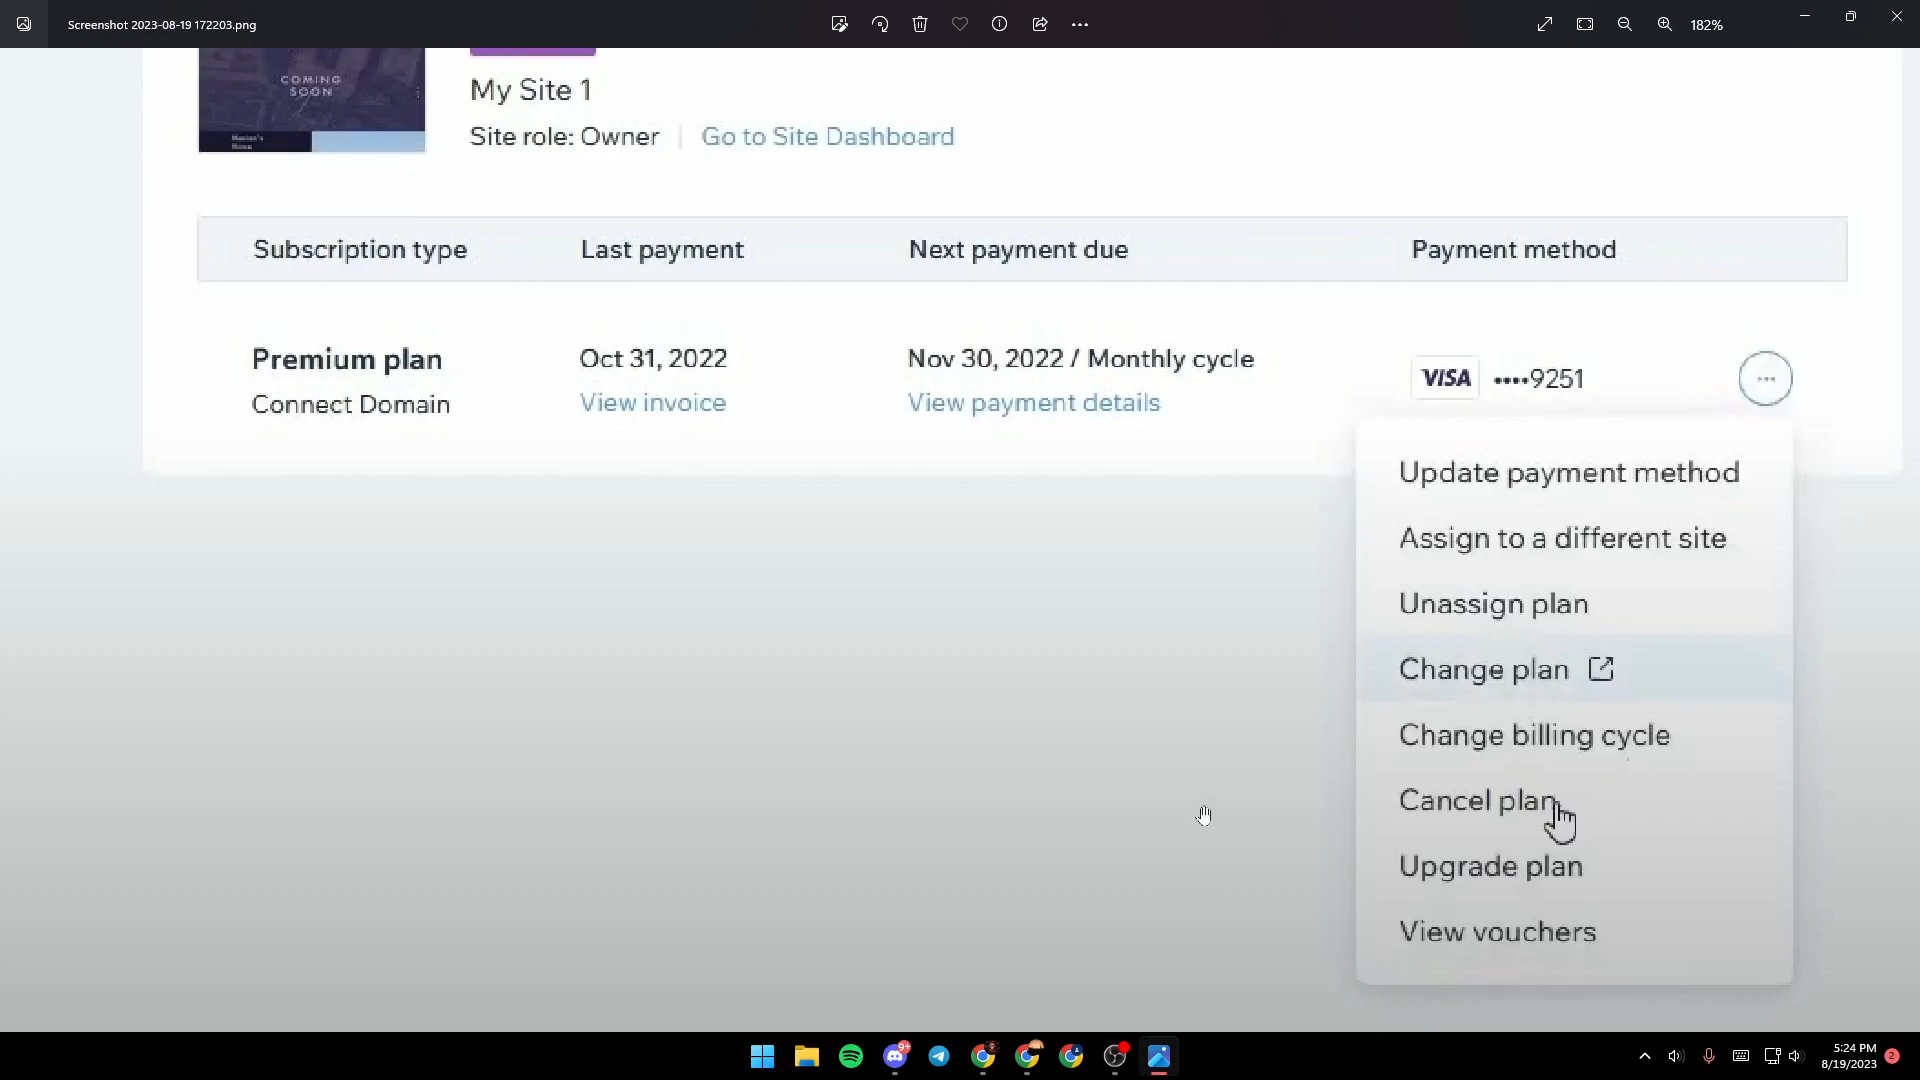 Screenshot 2023-08-19 172203.png
182%
COMING
SOON
My Site 1
Site role: Owner
Go to Site Dashboard
Subscription type
Last payment
Next payment due
Payment method
Premium plan
Oct 31, 2022
Nov 30, 2022 / Monthly cycle
VISA
••••9251
Connect Domain
View invoice
View payment details
Update payment method
Assign to a different site
Unassign plan
Change plan
Change billing cycle
Cancel plan
Upgrade plan
View vouchers
9+
5:24 PM
8/19/2023
2